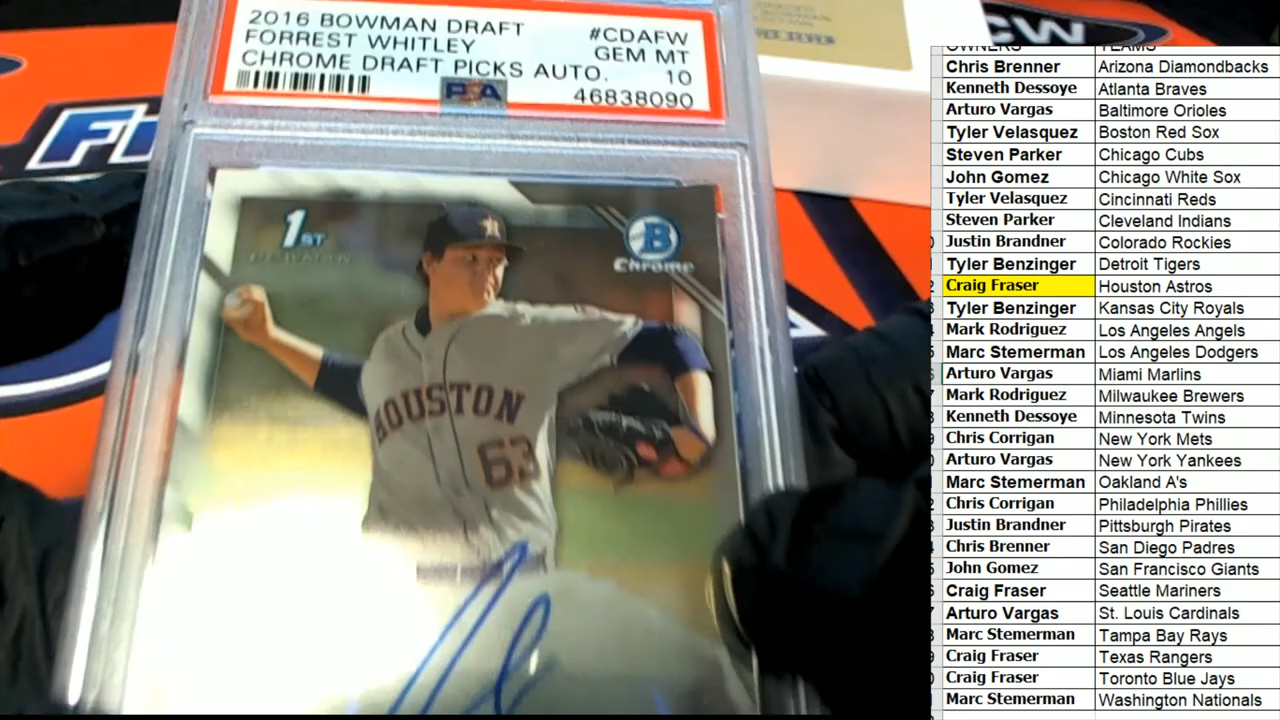 2016 BOWMAN DRAFT #CDAFW
FORREST WHITLEY GEM MT
CHROME DRAFT PICKS AUTO. 10
PSA 46838090
1ST
B
Chrome
HOUSTON
63
CW
OWNERS TEAMS
Chris Brenner Arizona Diamondbacks
Kenneth Dessoye Atlanta Braves
Arturo Vargas Baltimore Orioles
Tyler Velasquez Boston Red Sox
Steven Parker Chicago Cubs
John Gomez Chicago White Sox
Tyler Velasquez Cincinnati Reds
Steven Parker Cleveland Indians
Justin Brandner Colorado Rockies
Tyler Benzinger Detroit Tigers
Craig Fraser Houston Astros
Tyler Benzinger Kansas City Royals
Mark Rodriguez Los Angeles Angels
Marc Stemerman Los Angeles Dodgers
Arturo Vargas Miami Marlins
Mark Rodriguez Milwaukee Brewers
Kenneth Dessoye Minnesota Twins
Chris Corrigan New York Mets
Arturo Vargas New York Yankees
Marc Stemerman Oakland A's
Chris Corrigan Philadelphia Phillies
Justin Brandner Pittsburgh Pirates
Chris Brenner San Diego Padres
John Gomez San Francisco Giants
Craig Fraser Seattle Mariners
Arturo Vargas St. Louis Cardinals
Marc Stemerman Tampa Bay Rays
Craig Fraser Texas Rangers
Craig Fraser Toronto Blue Jays
Marc Stemerman Washington Nationals